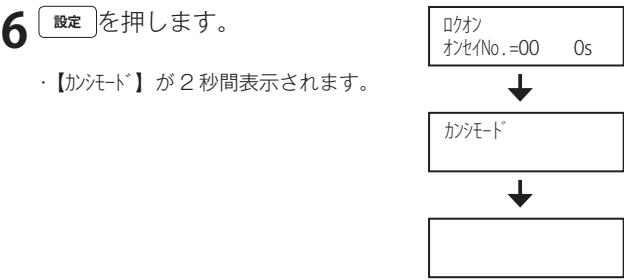 6 設定 を押します。
・【ｶﾝｼﾓｰﾄﾞ】が 2 秒間表示されます。
ﾛｸｵﾝ
ｵﾝｾｲNo.=00 0s
ｶﾝｼﾓｰﾄﾞ